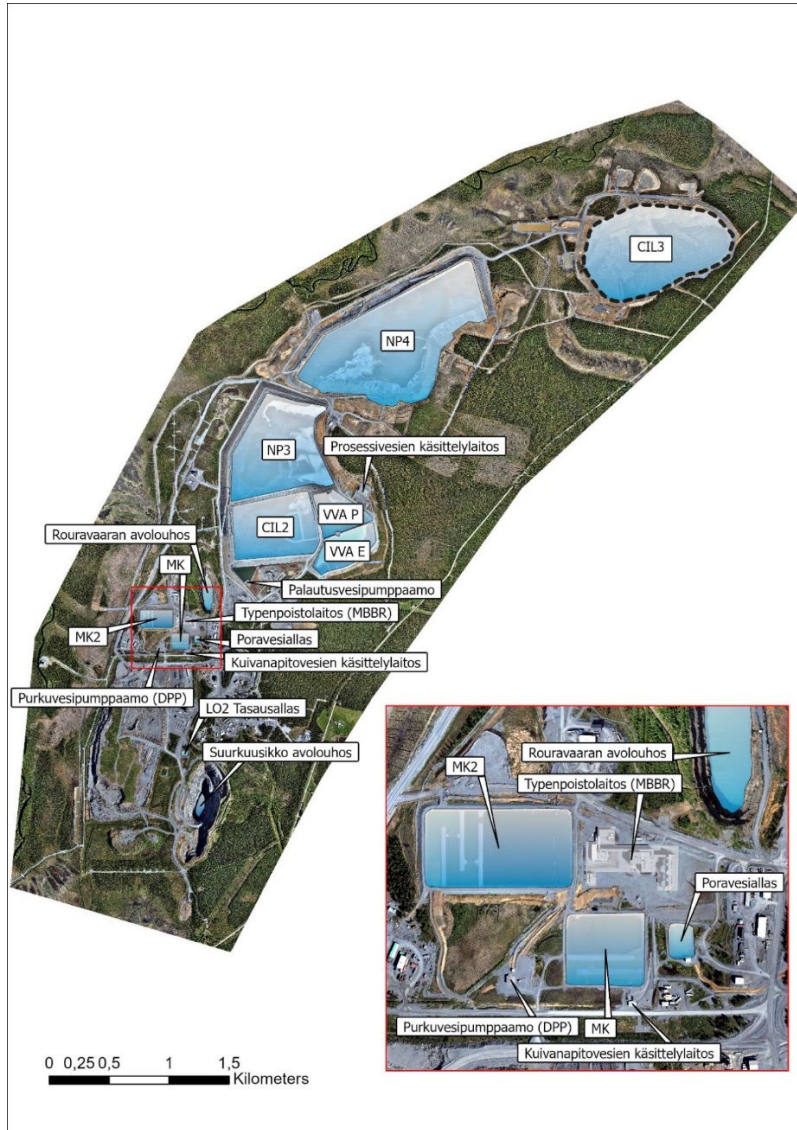 CIL3
NP4
NP3
Prosessivesien käsittelylaitos
VVA P
CIL2
VVA E
Rouravaaran avolouhos
MK
Palautusvesipumppaamo
Typenpoistolaitos (MBBR)
MK2
Poravesiallas
Kuivanapitovesien käsittelylaitos
Purkuvesipumppaamo (DPP)
LO2 Tasausallas
Suurkuusikko avolouhos
Rouravaaran avolouhos
MK2
Typenpoistolaitos (MBBR)
Poravesiallas
Purkuvesipumppaamo (DPP)
MK
Kuivanapitovesien käsittelylaitos
0 0,25 0,5 1 1,5
Kilometers